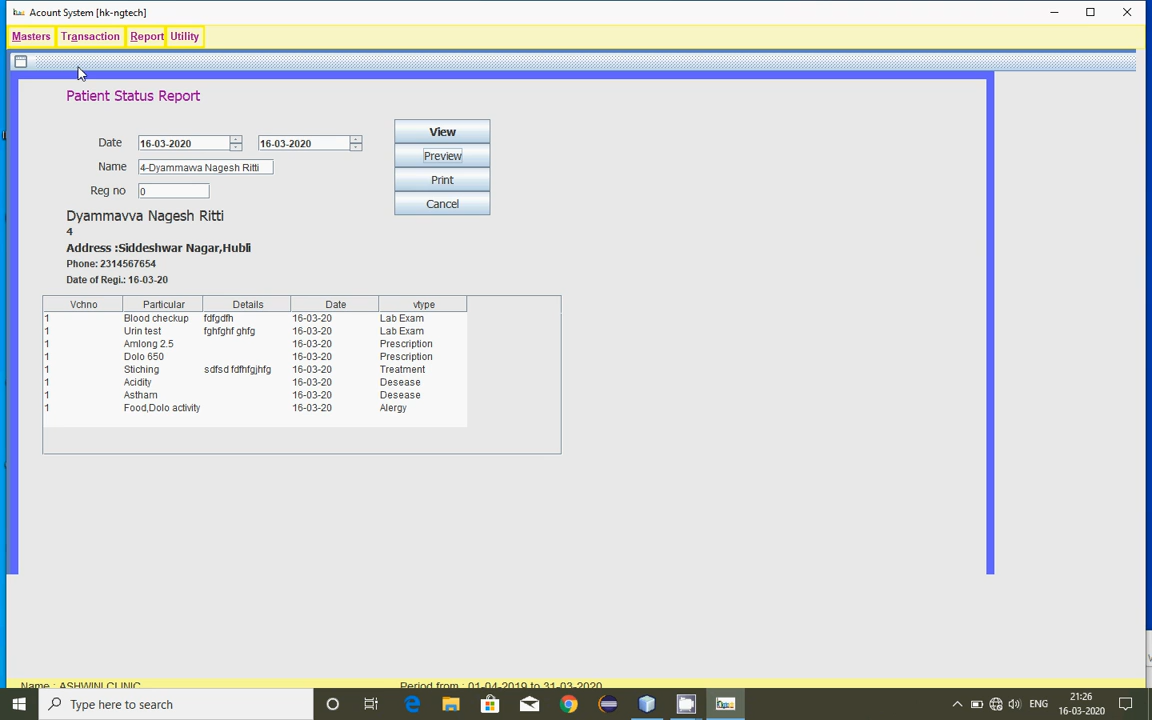 Acount System [hk-ngtech]
Masters Transaction Report Utility
Patient Status Report
Date 16-03-2020 16-03-2020
Name 4-Dyammavva Nagesh Ritti
Reg no 0
View
Preview
Print
Cancel
Dyammavva Nagesh Ritti
4
Address :Siddeshwar Nagar,Hubli
Phone: 2314567654
Date of Regi.: 16-03-20
Vchno Particular Details Date vtype
1 Blood checkup fdfgdfh 16-03-20 Lab Exam
1 Urin test fghfghf ghfg 16-03-20 Lab Exam
1 Amlong 2.5 16-03-20 Prescription
1 Dolo 650 16-03-20 Prescription
1 Stiching sdfsd fdfhfgjhfg 16-03-20 Treatment
1 Acidity 16-03-20 Desease
1 Astham 16-03-20 Desease
1 Food,Dolo activity 16-03-20 Alergy
Name : ASHWINI CLINIC Period from : 01-04-2019 to 31-03-2020
Type here to search
ENG
21:26
16-03-2020